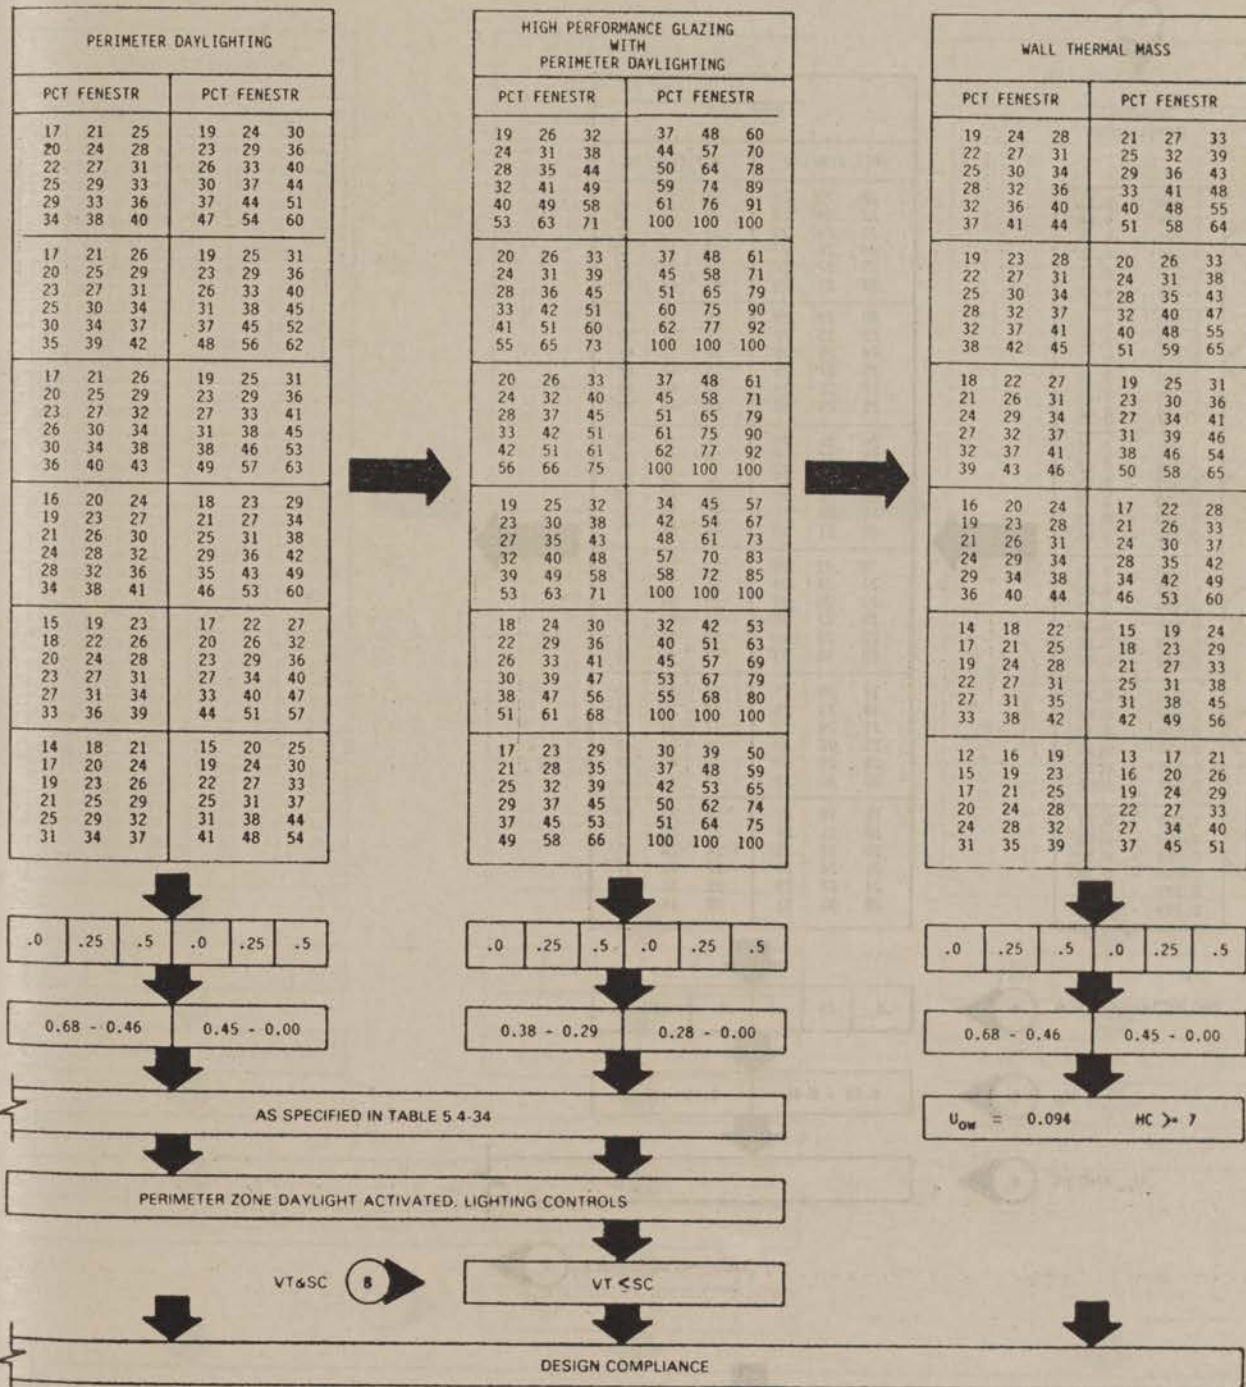 PERIMETER DAYLIGHTING
PCT FENESTR PCT FENESTR
17 21 25 19 24 30
20 24 28 23 29 36
22 27 31 26 33 40
25 29 33 30 37 44
29 33 36 37 44 51
34 38 40 47 54 60
17 21 26 19 25 31
20 25 29 23 29 36
23 27 31 26 33 40
25 30 34 31 38 45
30 34 37 37 45 52
35 39 42 48 56 62
17 21 26 19 25 31
20 25 29 23 29 36
23 27 32 27 33 41
26 30 34 31 38 45
30 34 38 38 46 53
36 40 43 49 57 63
16 20 24 18 23 29
19 23 27 21 27 34
21 26 30 25 31 38
24 28 32 29 36 42
28 32 36 35 43 49
34 38 41 46 53 60
15 19 23 17 22 27
18 22 26 20 26 32
20 24 28 23 29 36
23 27 31 27 34 40
27 31 34 33 40 47
33 36 39 44 51 57
14 18 21 15 20 25
17 20 24 19 24 30
19 23 26 22 27 33
21 25 29 25 31 37
25 29 32 31 38 44
31 34 37 41 48 54
.0 .25 .5 .0 .25 .5
0.68 - 0.46 0.45 - 0.00
HIGH PERFORMANCE GLAZING
WITH
PERIMETER DAYLIGHTING
PCT FENESTR PCT FENESTR
19 26 32 37 48 60
24 31 38 44 57 70
28 35 44 50 64 78
32 41 49 59 74 89
40 49 58 61 76 91
53 63 71 100 100 100
20 26 33 37 48 61
24 31 39 45 58 71
28 36 45 51 65 79
33 42 51 60 75 90
41 51 60 62 77 92
55 65 73 100 100 100
20 26 33 37 48 61
24 32 40 45 58 71
28 37 45 51 65 79
33 42 51 61 75 90
42 51 61 62 77 92
56 66 75 100 100 100
19 25 32 34 45 57
23 30 38 42 54 67
27 35 43 48 61 73
32 40 48 57 70 83
39 49 58 58 72 85
53 63 71 100 100 100
18 24 30 32 42 53
22 29 36 40 51 63
26 33 41 45 57 69
30 39 47 53 67 79
38 47 56 55 68 80
51 61 68 100 100 100
17 23 29 30 39 50
21 28 35 37 48 59
25 32 39 42 53 65
29 37 45 50 62 74
37 45 53 51 64 75
49 58 66 100 100 100
.0 .25 .5 .0 .25 .5
0.38 - 0.29 0.28 - 0.00
WALL THERMAL MASS
PCT FENESTR PCT FENESTR
19 24 28 21 27 33
22 27 31 25 32 39
25 30 34 29 36 43
28 32 36 33 41 48
32 36 40 40 48 55
37 41 44 51 58 64
19 23 28 20 26 33
22 27 31 24 31 38
25 30 34 28 35 43
28 32 37 32 40 47
32 37 41 40 48 55
38 42 45 51 59 65
18 22 27 19 25 31
21 26 31 23 30 36
24 29 34 27 34 41
27 32 37 31 39 46
32 37 41 38 46 54
39 43 46 50 58 65
16 20 24 17 22 28
19 23 28 21 26 33
21 26 31 24 30 37
24 29 34 28 35 42
29 34 38 34 42 49
36 40 44 46 53 60
14 18 22 15 19 24
17 21 25 18 23 29
19 24 28 21 27 33
22 27 31 25 31 38
27 31 35 31 38 45
33 38 42 42 49 56
12 16 19 13 17 21
15 19 23 16 20 26
17 21 25 19 24 29
20 24 28 22 27 33
24 28 32 27 34 40
31 35 39 37 45 51
.0 .25 .5 .0 .25 .5
0.68 - 0.46 0.45 - 0.00
AS SPECIFIED IN TABLE 5.4-34
Uow = 0.094 HC >= 7
PERIMETER ZONE DAYLIGHT ACTIVATED. LIGHTING CONTROLS
VT&SC 8 VT ≤ SC
DESIGN COMPLIANCE